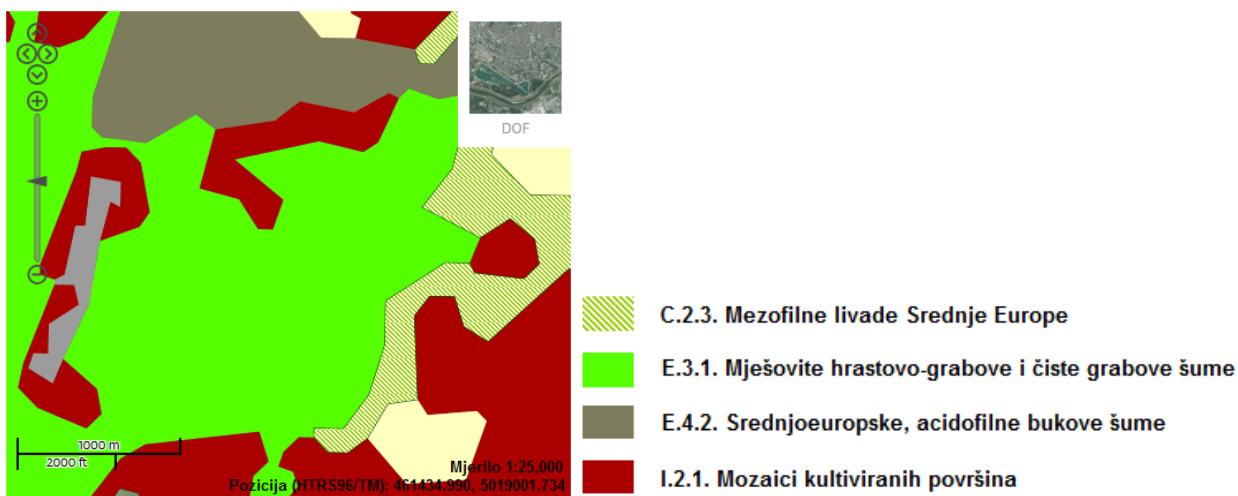 DOF
C.2.3. Mezofilne livade Srednje Europe
E.3.1. Mješovite hrastovo-grabove i čiste grabove šume
E.4.2. Srednjoeuropske, acidofilne bukove šume
I.2.1. Mozaici kultiviranih površina
1000 m
2000 ft
Mjerilo 1:25,000
Pozicija (HTRS96/TM): 461434.990, 5019001.734